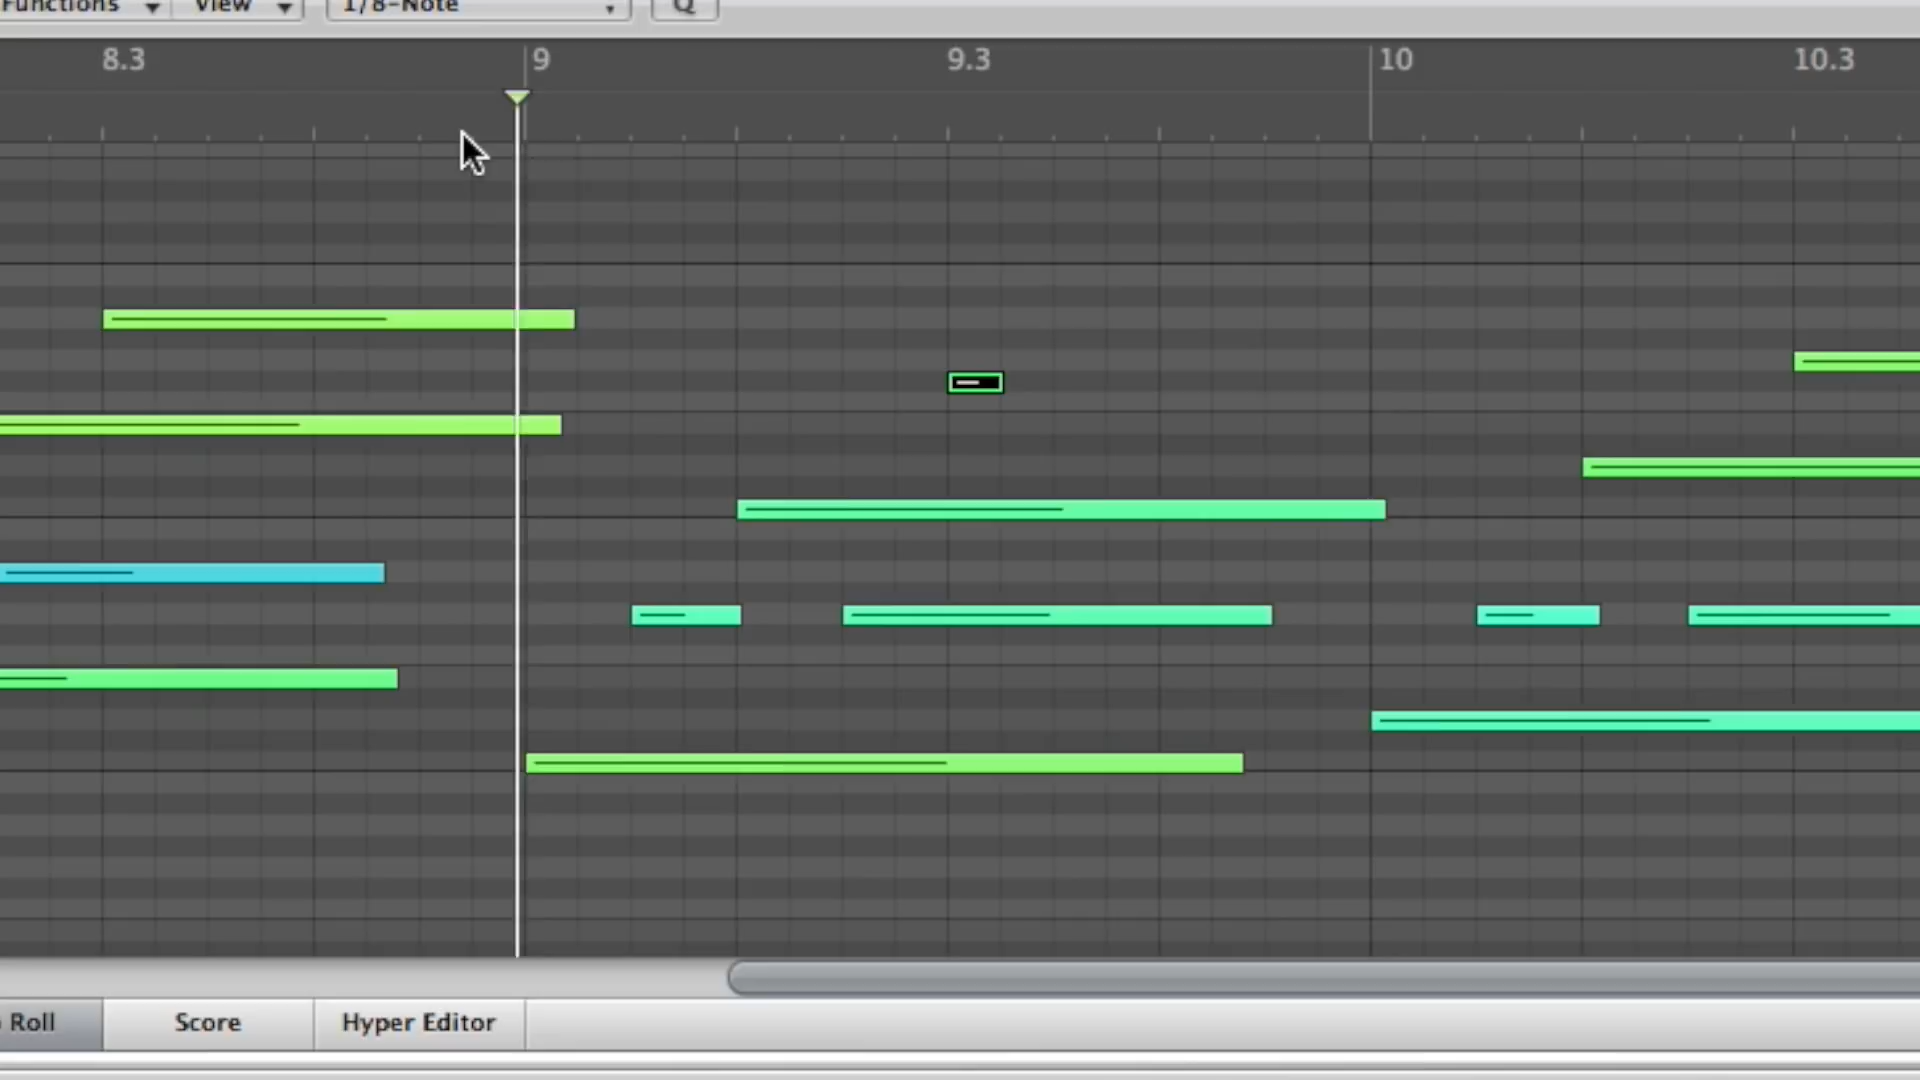 Functions View 1/8-Note Q
8.3 9 9.3 10 10.3
Roll Score Hyper Editor